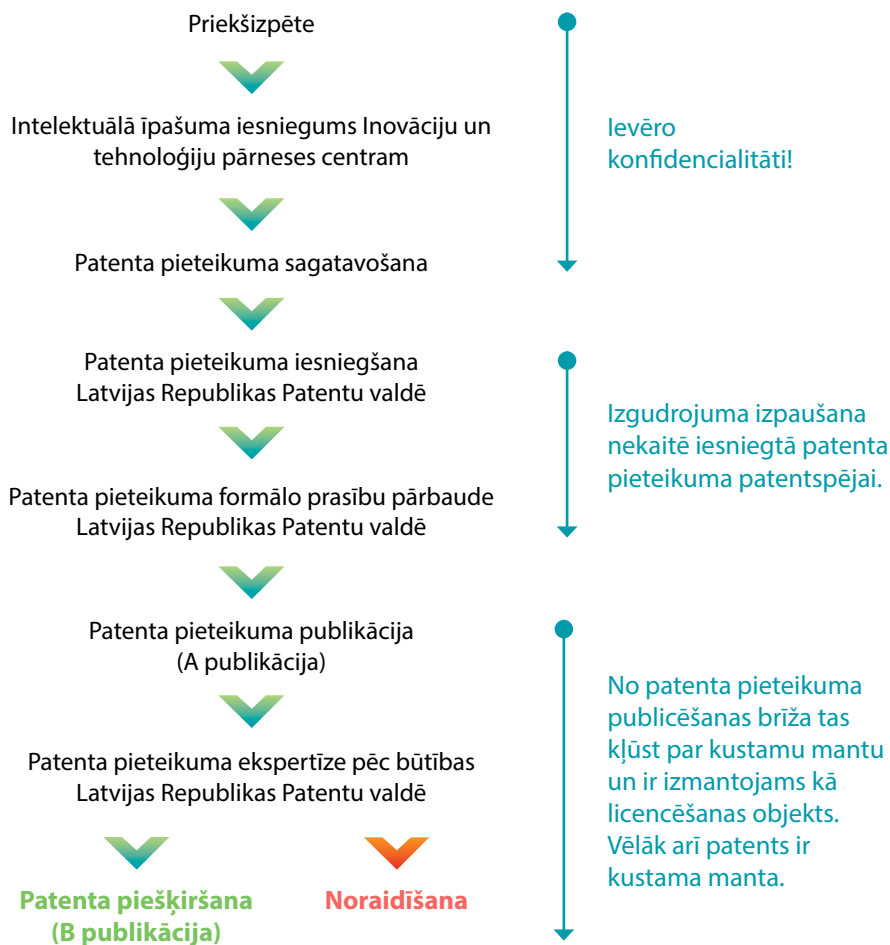 Priekšizpēte
Intelektuālā īpašuma iesniegums Inovāciju un
tehnoloģiju pārneses centram
Ievēro
konfidencialitāti!
Patenta pieteikuma sagatavošana
Patenta pieteikuma iesniegšana
Latvijas Republikas Patentu valdē
Izgudrojuma izpaušana
nekaitē iesniegtā patenta
pieteikuma patentspējai.
Patenta pieteikuma formālo prasību pārbaude
Latvijas Republikas Patentu valdē
Patenta pieteikuma publikācija
(A publikācija)
No patenta pieteikuma
publicēšanas brīža tas
kļūst par kustamu mantu
un ir izmantojams kā
licencēšanas objekts.
Vēlāk arī patents ir
kustama manta.
Patenta pieteikuma ekspertīze pēc būtības
Latvijas Republikas Patentu valdē
Patenta piešķiršana
(B publikācija)
Noraidīšana